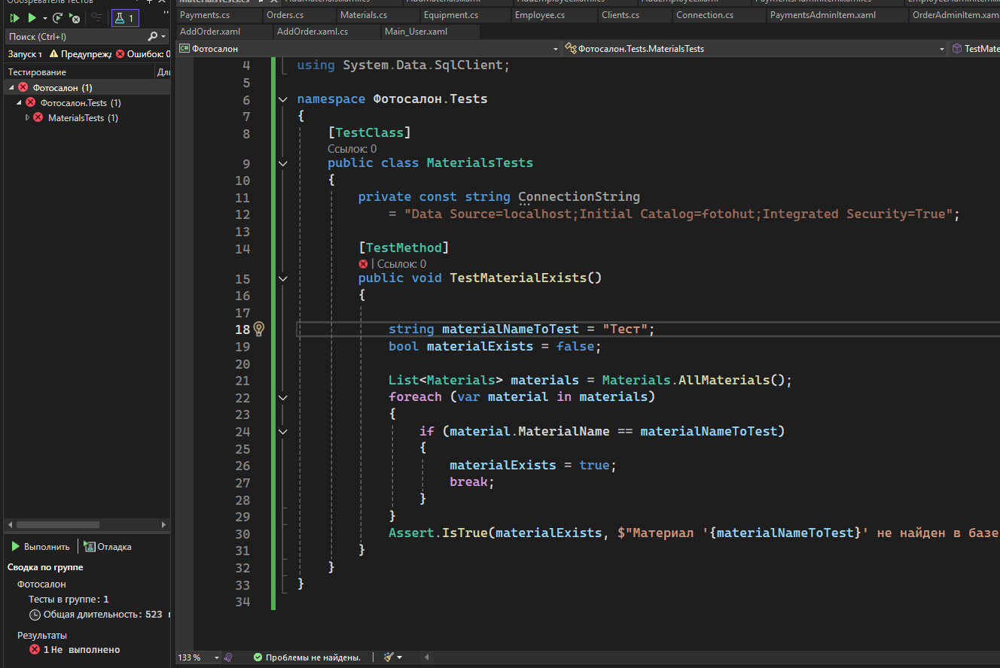 Обозреватель тестов
1
Поиск (Ctrl+I)
Запуск т Предупрежд Ошибок: 0
Тестирование Дли
Фотосалон (1)
Фотосалон.Tests (1)
MaterialsTests (1)
Выполнить Отладка
Сводка по группе
Фотосалон
Тесты в группе: 1
Общая длительность: 523
Результаты
1 Не выполнено
MaterialsTests.cs
Payments.cs Orders.cs Materials.cs Equipment.cs Employee.cs Clients.cs Connection.cs PaymentsAdminItem.xaml OrderAdminItem.xam
AddOrder.xaml AddOrder.xaml.cs Main_User.xaml
C# Фотосалон Фотосалон.Tests.MaterialsTests TestMate
4 using System.Data.SqlClient;
5
6 namespace Фотосалон.Tests
7 {
8 [TestClass]
Ссылок: 0
9 public class MaterialsTests
10 {
11 private const string ConnectionString
12 = "Data Source=localhost;Initial Catalog=fotohut;Integrated Security=True";
13
14 [TestMethod]
| Ссылок: 0
15 public void TestMaterialExists()
16 {
17
18 string materialNameToTest = "Тест";
19 bool materialExists = false;
20
21 List<Materials> materials = Materials.AllMaterials();
22 foreach (var material in materials)
23 {
24 if (material.MaterialName == materialNameToTest)
25 {
26 materialExists = true;
27 break;
28 }
29 }
30 Assert.IsTrue(materialExists, $"Материал '{materialNameToTest}' не найден в базе
31 }
32 }
33 }
34
133 % Проблемы не найдены.